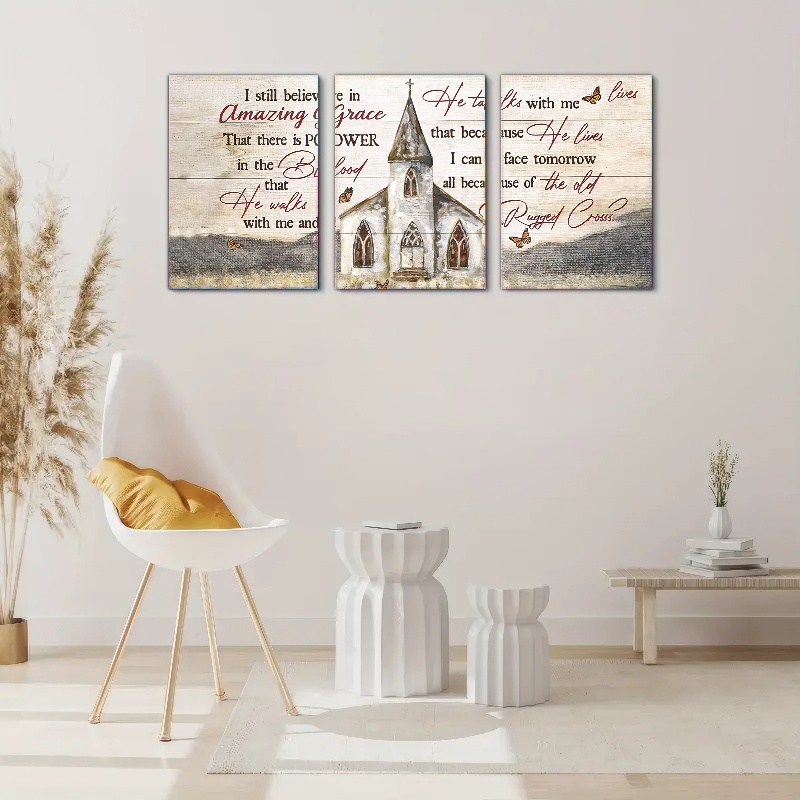 I still believe in
Amazing Grace
That there is POWER
in the Blood
that
He walks
with me and
He talks with me
lives
that because He lives
I can face tomorrow
all because of the old
Rugged Cross